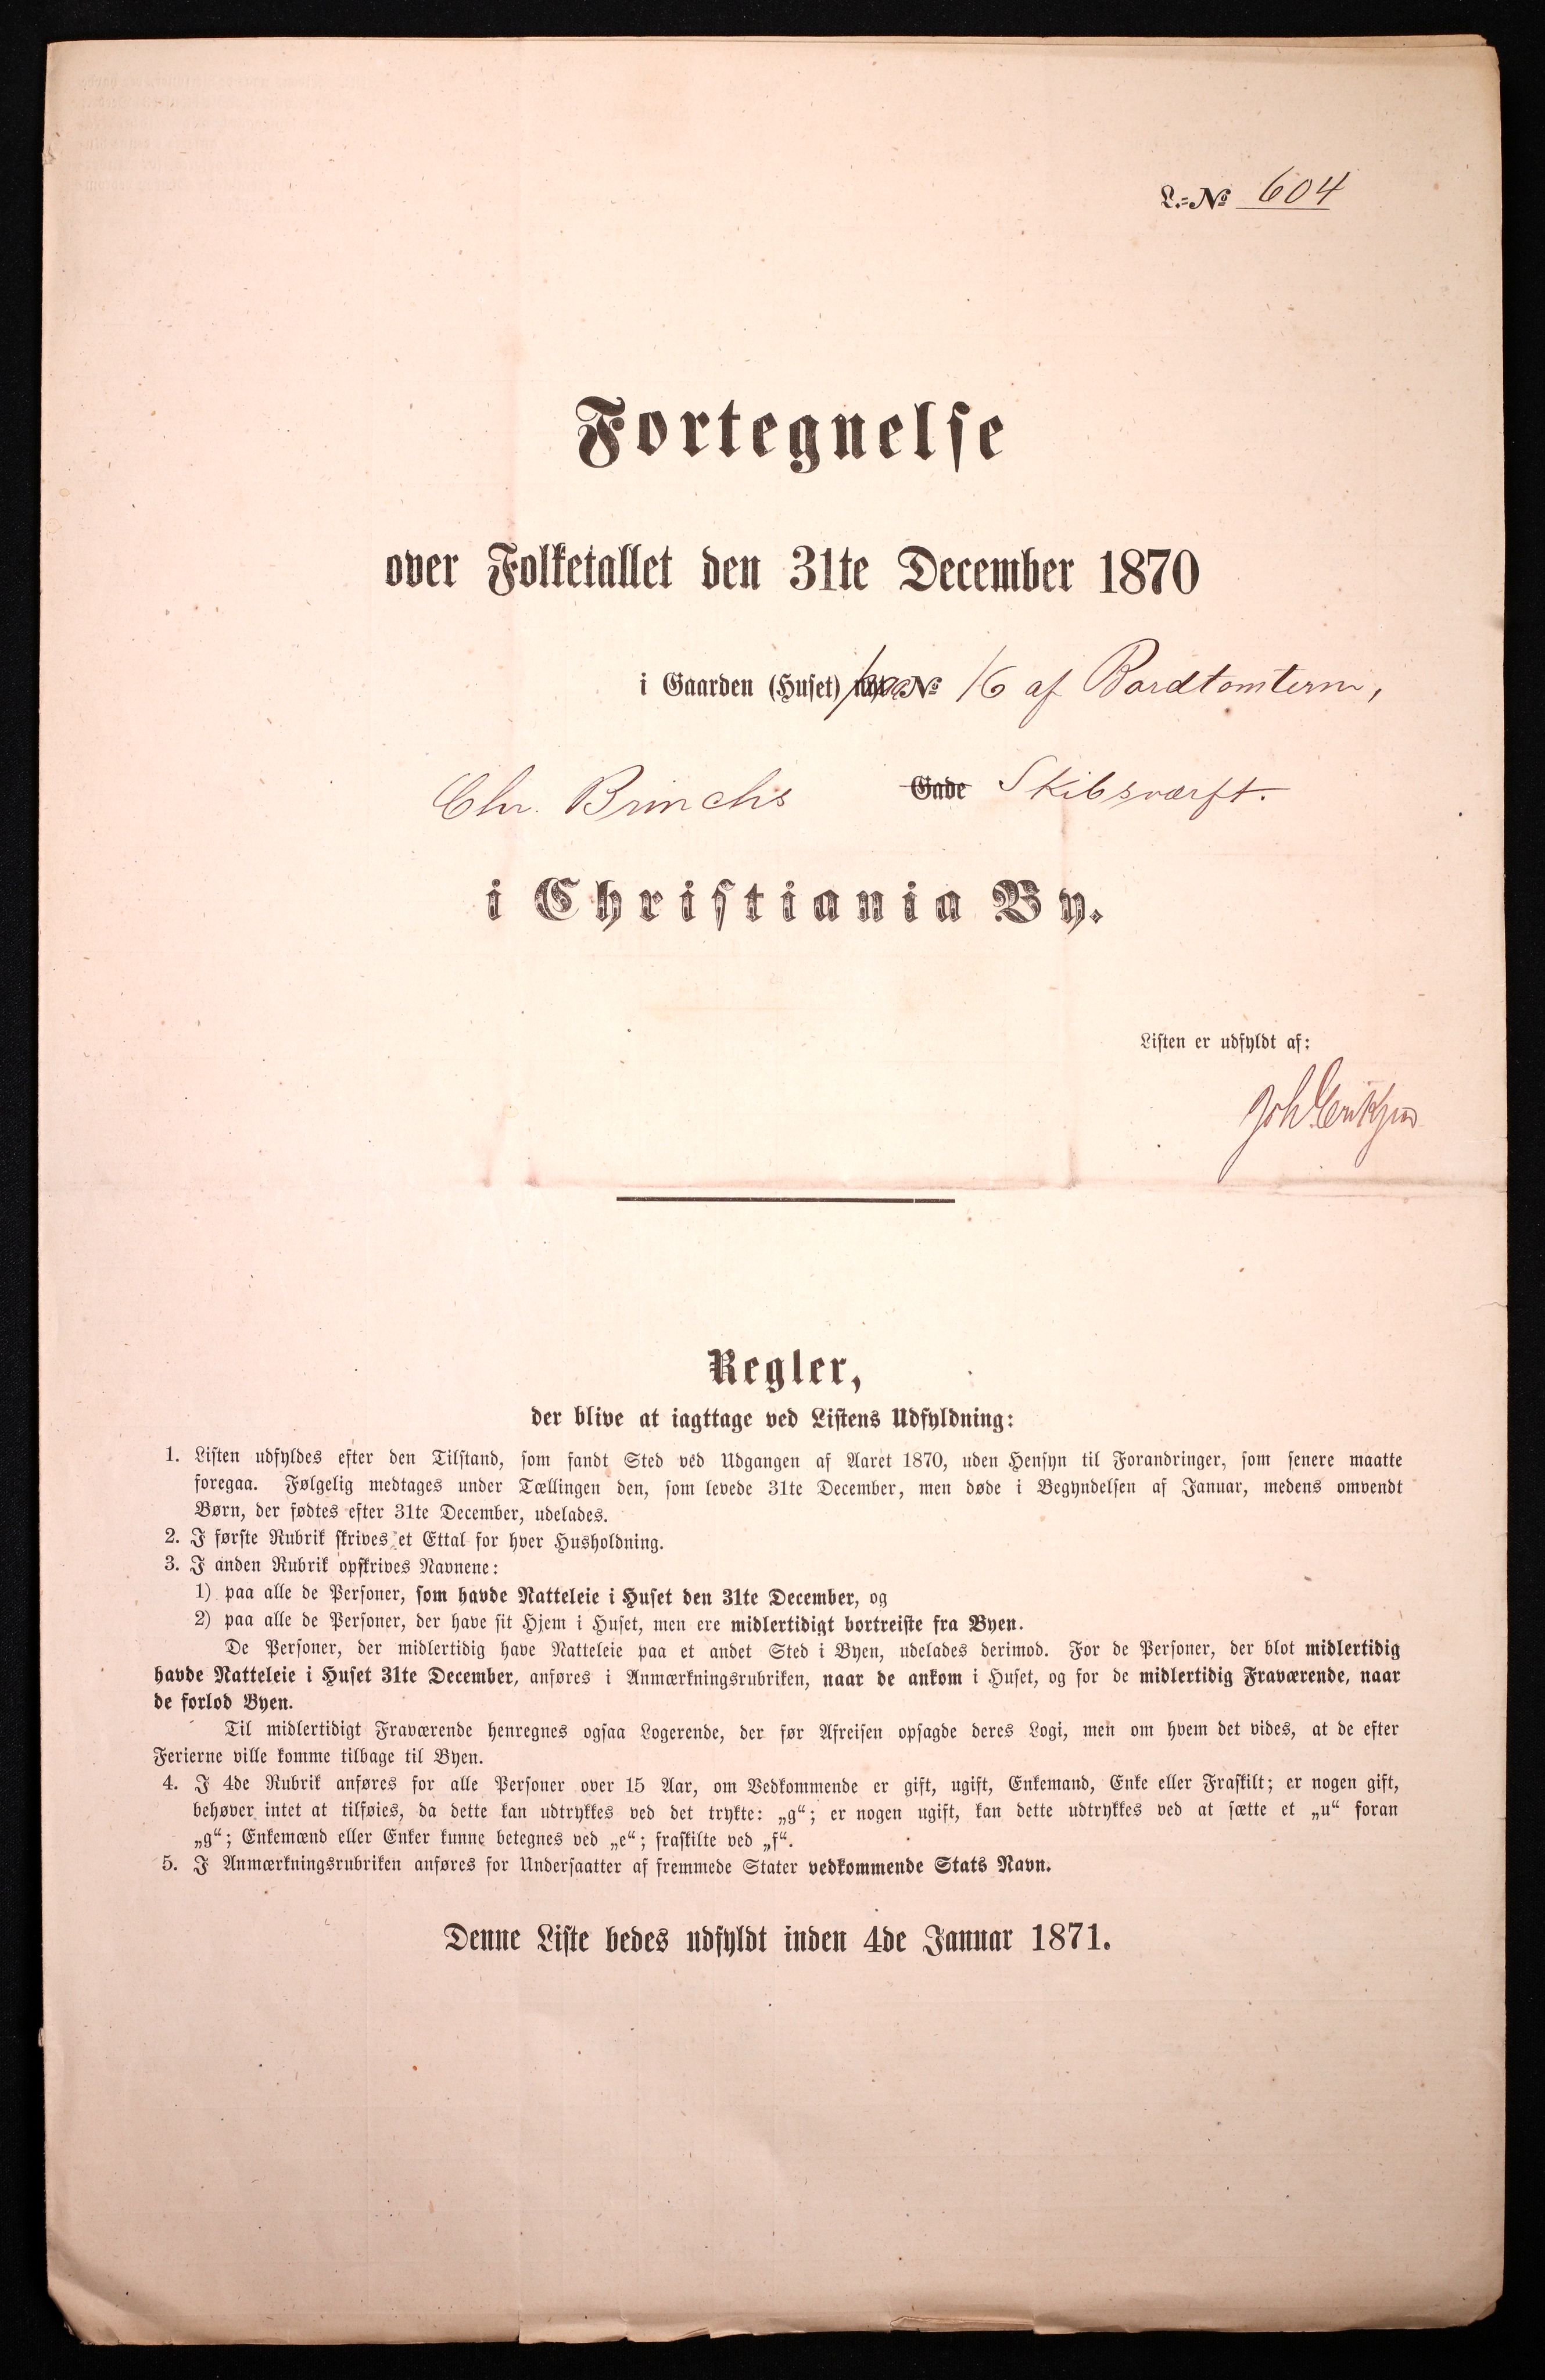 L.-No 604
Fortegnelse
over Folketallet den 31te December 1870
i Gaarden (Huset) No 16 af Bordtomterne,
Chr. Brinchs Gade Skibsværft.
i Christiania By.
Listen er udfyldt af:
Joh Eriksen
Regler,
der blive at iagttage ved Listens Udfyldning:
1. Listen udfyldes efter den Tilstand, som fandt Sted ved Udgangen af Aaret 1870, uden Hensyn til Forandringer, som senere maatte
foregaa. Følgelig medtages under Tællingen den, som levede 31te December, men døde i Begyndelsen af Januar, medens omvendt
Børn, der fødtes efter 31te December, udelades.
2. I første Rubrik skrives et Ettal for hver Husholdning.
3. I anden Rubrik opskrives Navnene:
1) paa alle de Personer, som havde Natteleie i Huset den 31te December, og
2) paa alle de Personer, der have sit Hjem i Huset, men ere midlertidigt bortreiste fra Byen.
De Personer, der midlertidig have Natteleie paa et andet Sted i Byen, udelades derimod. For de Personer, der blot midlertidig
havde Natteleie i Huset 31te December, anføres i Anmærkningsrubriken, naar de ankom i Huset, og for de midlertidig Fraværende, naar
de forlod Byen.
Til midlertidigt Fraværende henregnes ogsaa Logerende, der før Afreisen opsagde deres Logi, men om hvem det vides, at de efter
Ferierne ville komme tilbage til Byen.
4. I 4de Rubrik anføres for alle Personer over 15 Aar, om Vedkommende er gift, ugift, Enkemand, Enke eller Fraskilt; er nogen gift,
behøver intet at tilføies, da dette kan udtrykkes ved det trykte: „g“; er nogen ugift, kan dette udtrykkes ved at sætte et „u“ foran
„g“; Enkemænd eller Enker kunne betegnes ved „e“; fraskilte ved „f“.
5. I Anmærkningsrubriken anføres for Undersaatter af fremmede Stater vedkommende Stats Navn.
Denne Liste bedes udfyldt inden 4de Januar 1871.